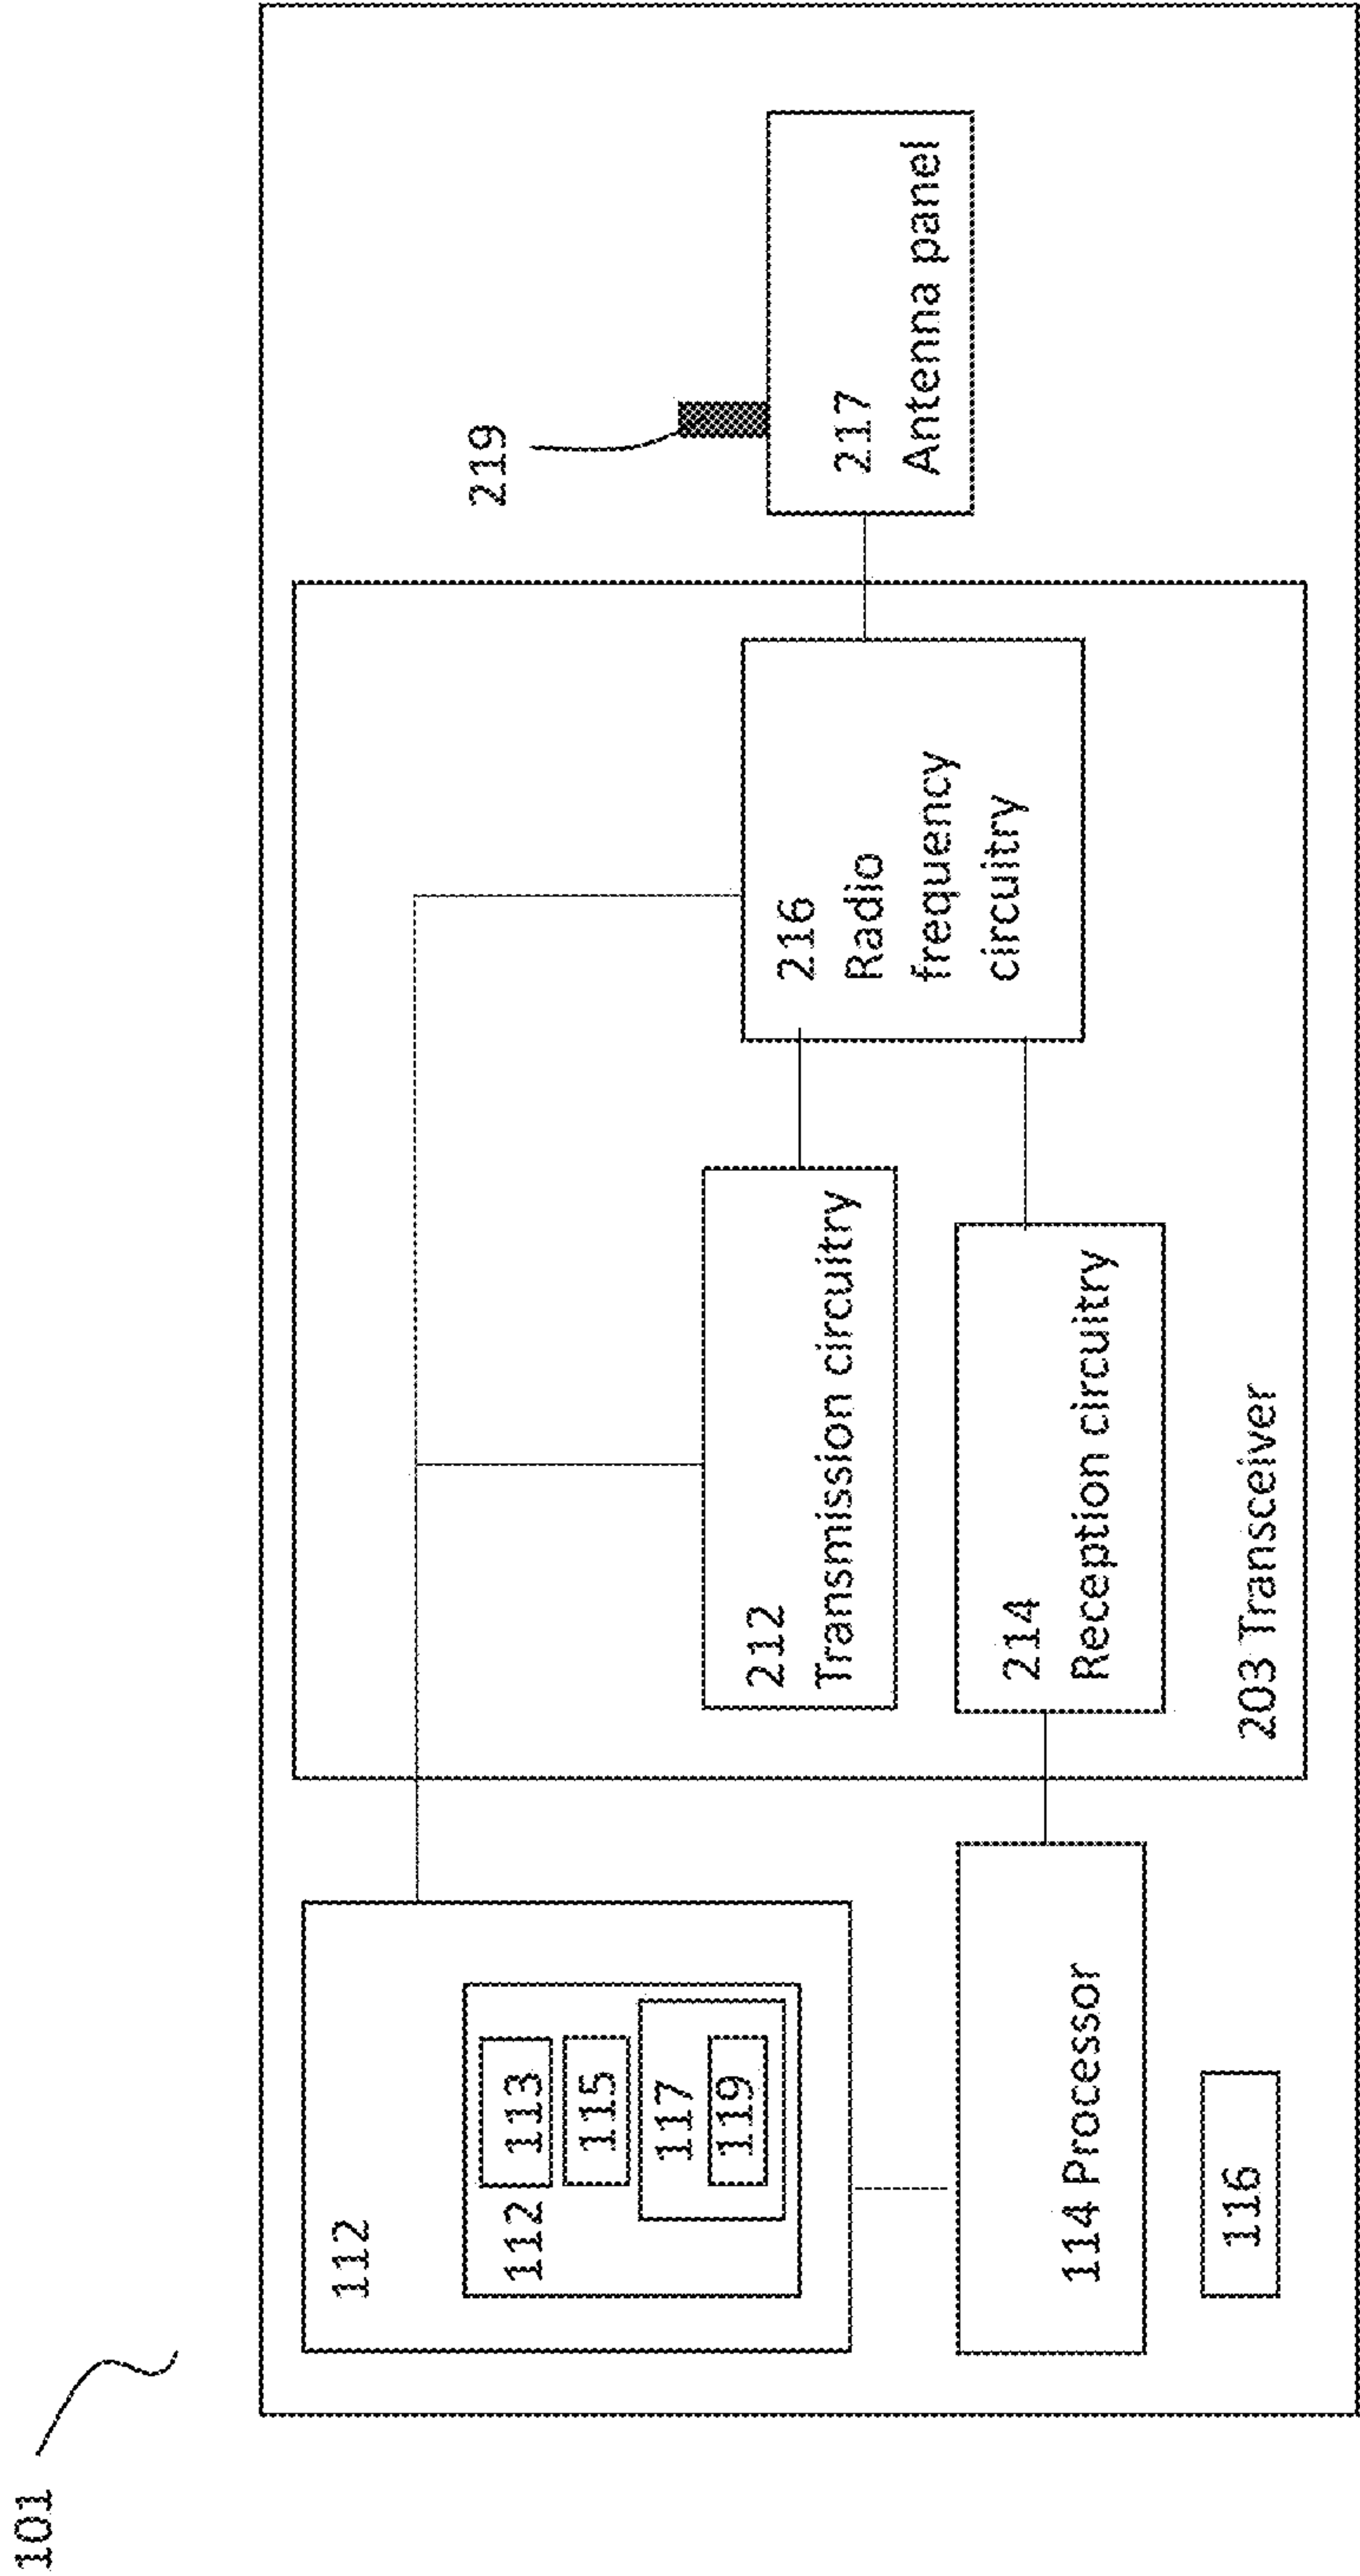 101
112
112
113
115
117
119
114 Processor
116
212
Transmission circuitry
214
Reception circuitry
203 Transceiver
216
Radio
frequency
circuitry
219
217
Antenna panel